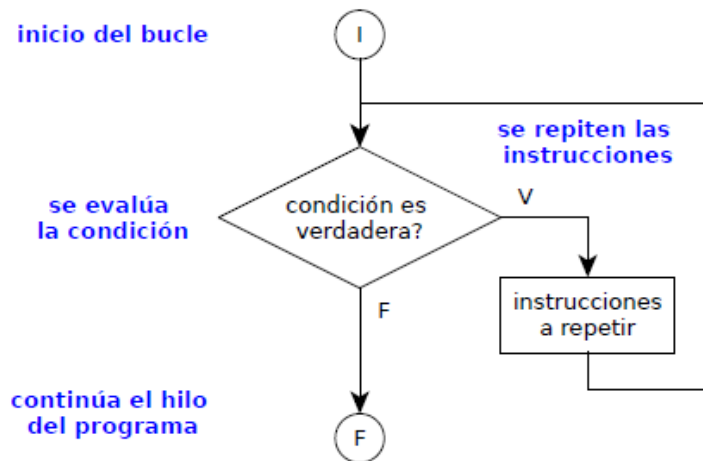 inicio del bucle
I
se repiten las
instrucciones
se evalúa
la condición
condición es
verdadera?
V
instrucciones
a repetir
F
continúa el hilo
del programa
F